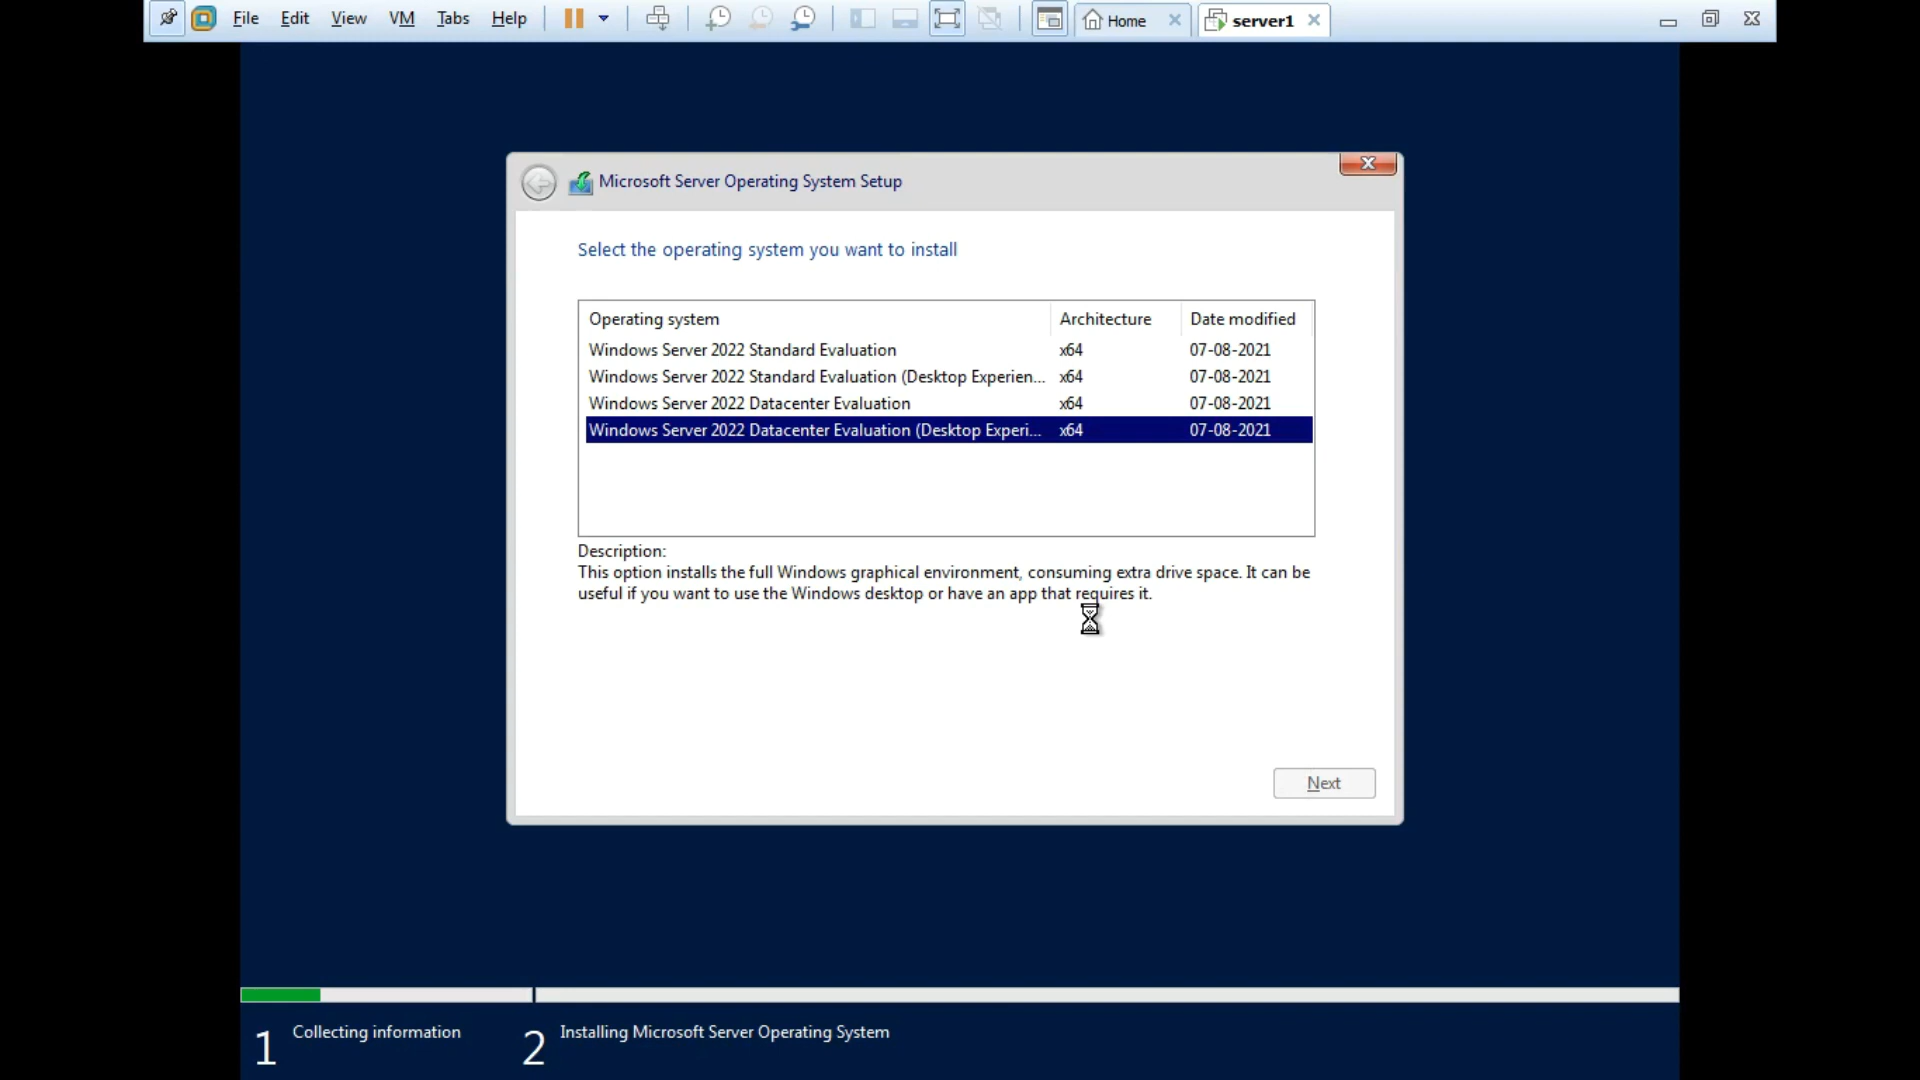 File Edit View VM Tabs Help Home server1
Microsoft Server Operating System Setup
Select the operating system you want to install
Operating system Architecture Date modified
Windows Server 2022 Standard Evaluation x64 07-08-2021
Windows Server 2022 Standard Evaluation (Desktop Experien... x64 07-08-2021
Windows Server 2022 Datacenter Evaluation x64 07-08-2021
Windows Server 2022 Datacenter Evaluation (Desktop Experi... x64 07-08-2021
Description:
This option installs the full Windows graphical environment, consuming extra drive space. It can be
useful if you want to use the Windows desktop or have an app that requires it.
Next
1 Collecting information 2 Installing Microsoft Server Operating System